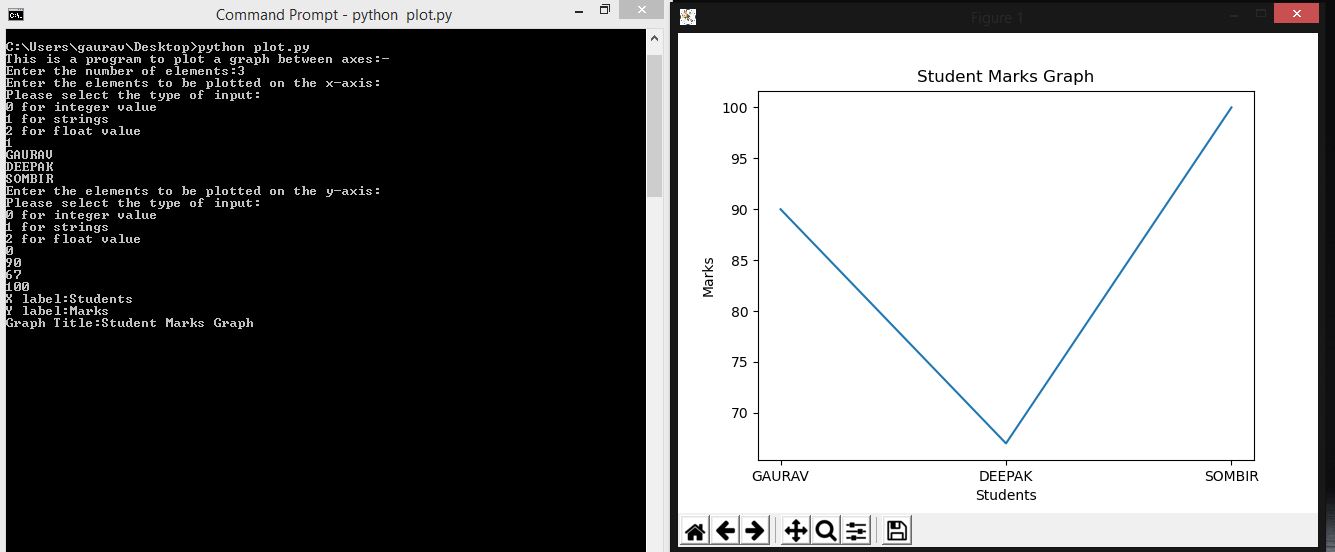 Command Prompt - python plot.py
C:\Users\gaurav\Desktop>python plot.py
This is a program to plot a graph between axes:-
Enter the number of elements:3
Enter the elements to be plotted on the x-axis:
Please select the type of input:
0 for integer value
1 for strings
2 for float value
1
GAURAV
DEEPAK
SOMBIR
Enter the elements to be plotted on the y-axis:
Please select the type of input:
0 for integer value
1 for strings
2 for float value
0
90
67
100
X label:Students
Y label:Marks
Graph Title:Student Marks Graph
Figure 1
Student Marks Graph
100
95
90
85
80
75
70
Marks
GAURAV DEEPAK SOMBIR
Students